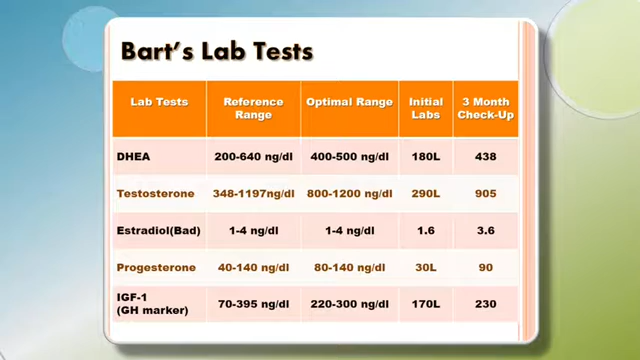 Bart's Lab Tests
Lab Tests Reference Range Optimal Range Initial Labs 3 Month Check-Up
DHEA 200-640 ng/dl 400-500 ng/dl 180L 438
Testosterone 348-1197ng/dl 800-1200 ng/dl 290L 905
Estradiol(Bad) 1-4 ng/dl 1-4 ng/dl 1.6 3.6
Progesterone 40-140 ng/dl 80-140 ng/dl 30L 90
IGF-1 (GH marker) 70-395 ng/dl 220-300 ng/dl 170L 230